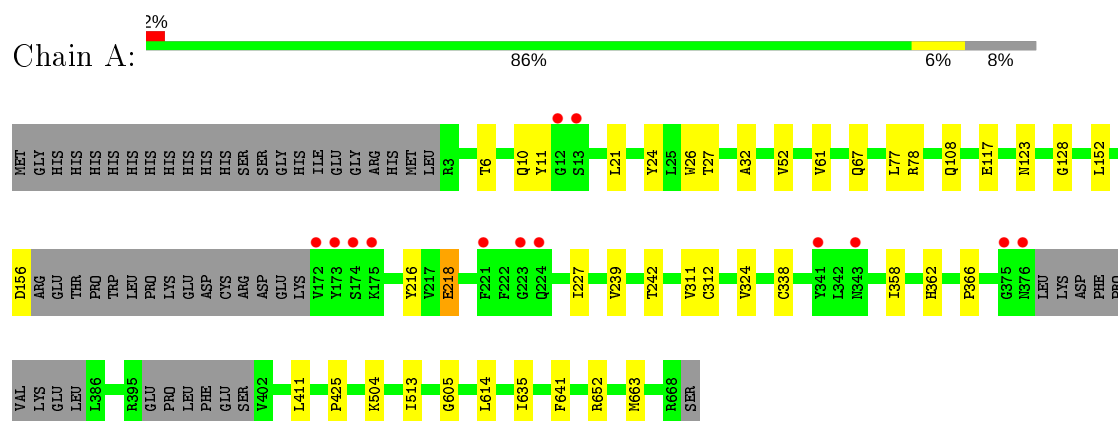 2%
Chain A:
86% 6% 8%
MET GLY HIS HIS HIS HIS HIS HIS HIS HIS HIS HIS SER SER GLY HIS ILE GLU GLY ARG HIS MET LEU R3 T6 Q10 Y11 G12 S13 L21 Y24 L25 W26 T27 A32 V52 V61 Q67 L77 R78 Q108 E117 N123 G128 L152
D156 ARG GLU THR PRO TRP LEU PRO LYS GLU ASP CYS ARG ASP GLU LYS V172 Y173 S174 K175 Y216 V217 E218 F221 F222 G223 Q224 I227 V239 T242 V311 C312 V324 C338 Y341 L342 N343 I358 H362 P366 G375 N376 LEU LYS ASP PHE PRO
VAL LYS GLU LEU L386 R395 GLU PRO LEU PHE GLU SER V402 L411 P425 K504 I513 G605 L614 I635 F641 R652 M663 R668 SER